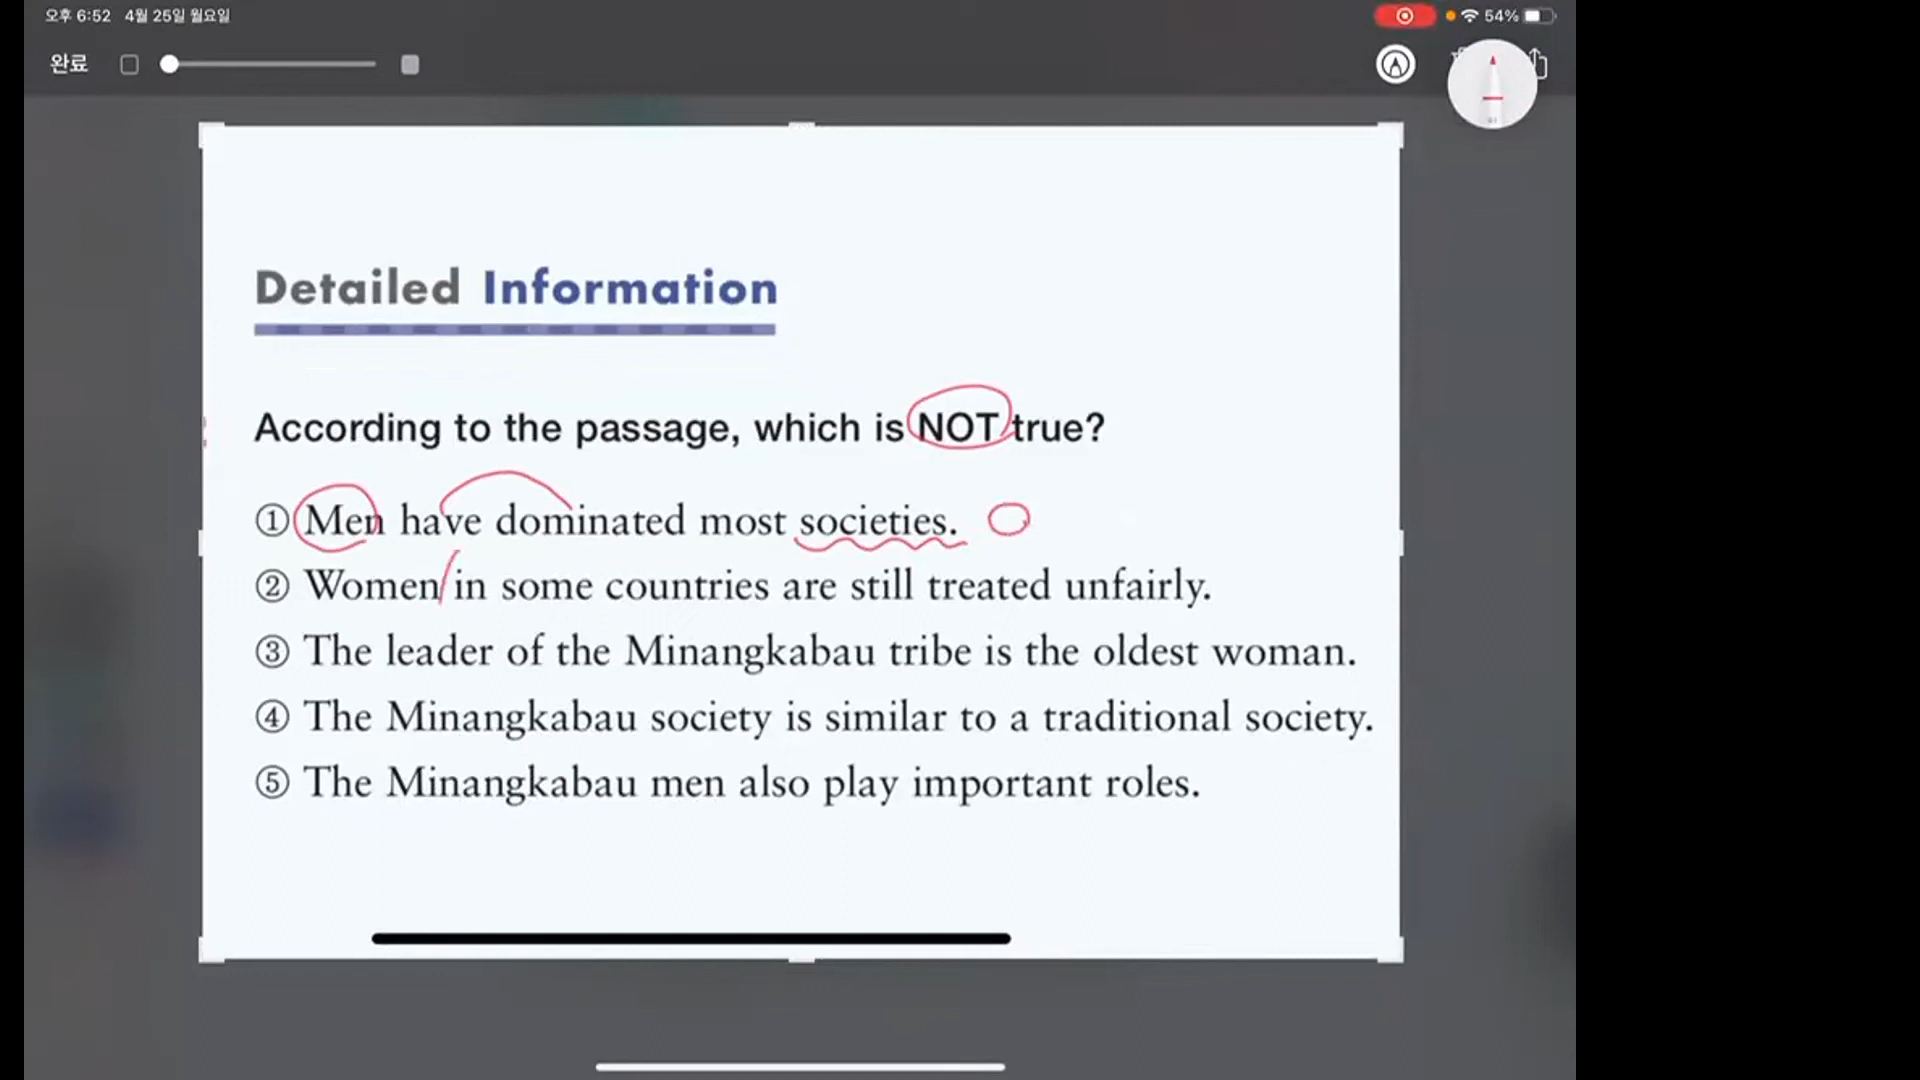 오후 6:52 4월 25일 월요일
54%
완료
Detailed Information
According to the passage, which is NOT true?
① Men have dominated most societies.
② Women in some countries are still treated unfairly.
③ The leader of the Minangkabau tribe is the oldest woman.
④ The Minangkabau society is similar to a traditional society.
⑤ The Minangkabau men also play important roles.